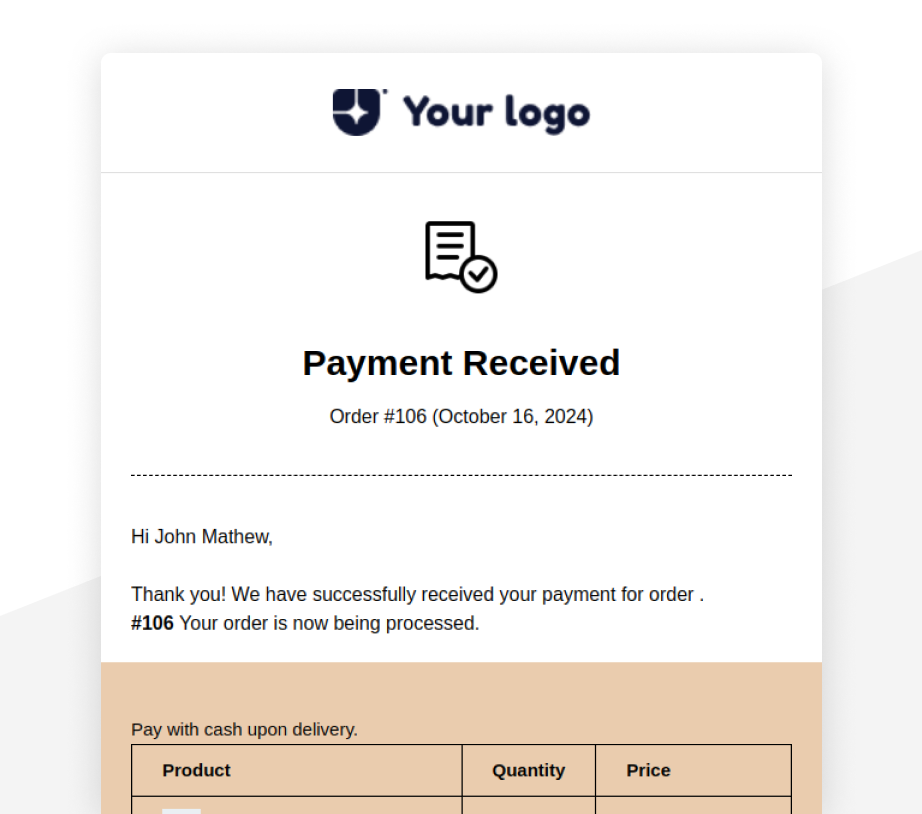 Your logo
Payment Received
Order #106 (October 16, 2024)
Hi John Mathew,
Thank you! We have successfully received your payment for order .
#106 Your order is now being processed.
Pay with cash upon delivery.
Product Quantity Price